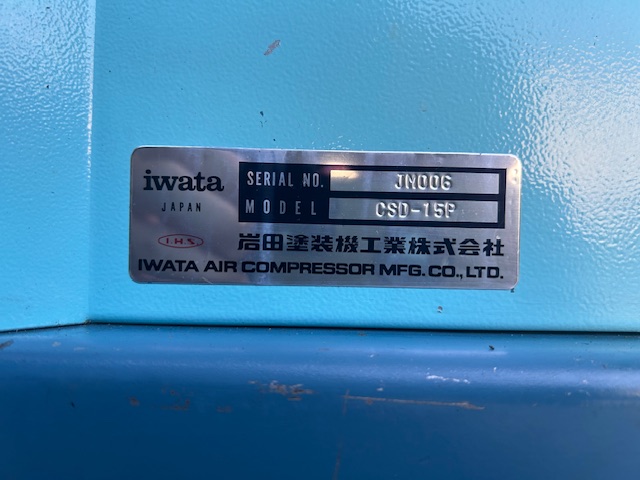 iwata
JAPAN
SERIAL NO. JM006
MODEL CSD-15P
I.H.S
岩田塗装機工業株式会社
IWATA AIR COMPRESSOR MFG. CO., LTD.